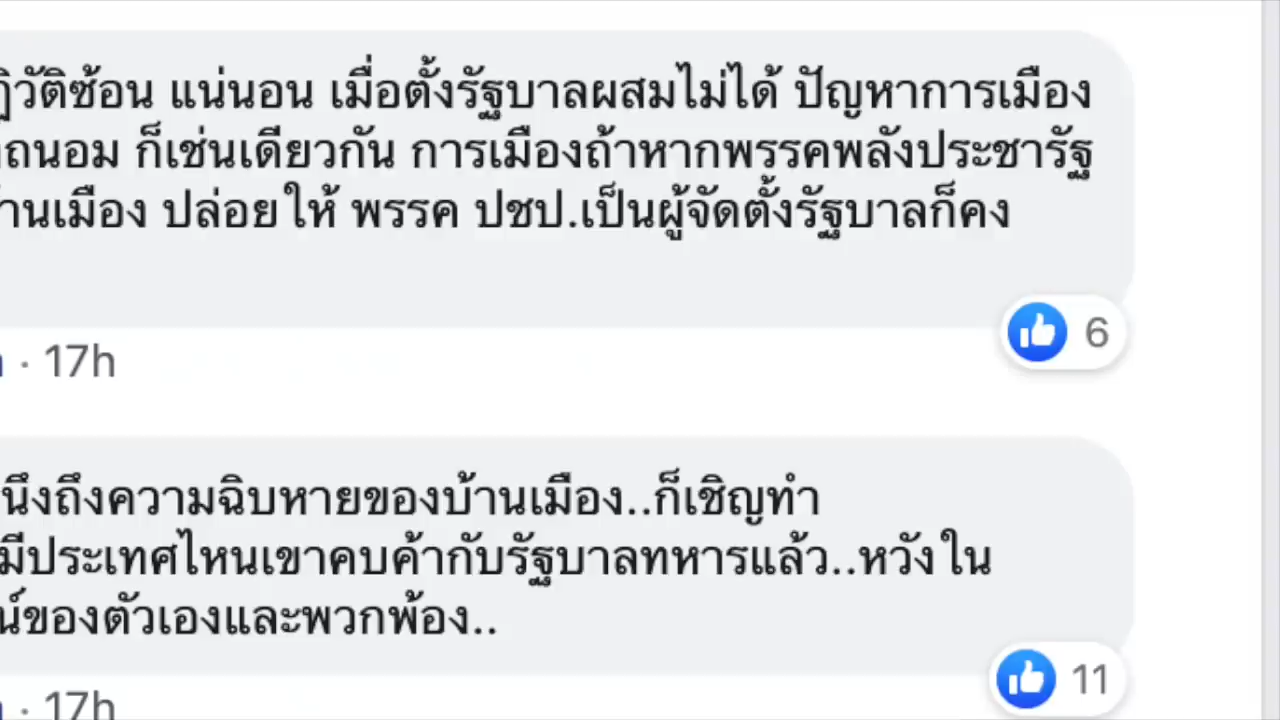 ฏิวัติซ้อน แน่นอน เมื่อตั้งรัฐบาลผสมไม่ได้ ปัญหาการเมือง
ถนอม ก็เช่นเดียวกัน การเมืองถ้าหากพรรคพลังประชารัฐ
านเมือง ปล่อยให้ พรรค ปชป.เป็นผู้จัดตั้งรัฐบาลก็คง
6
· 17h
นึงถึงความฉิบหายของบ้านเมือง..ก็เชิญทำ
มีประเทศไหนเขาคบค้ากับรัฐบาลทหารแล้ว..หวังใน
น์ของตัวเองและพวกพ้อง..
11
· 17h